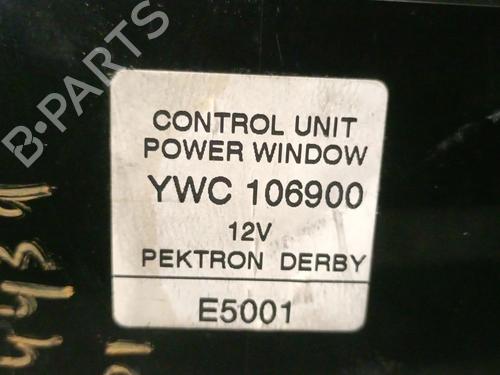 B-PARTS
CONTROL UNIT
POWER WINDOW
YWC 106900
12V
PEKTRON DERBY
E5001